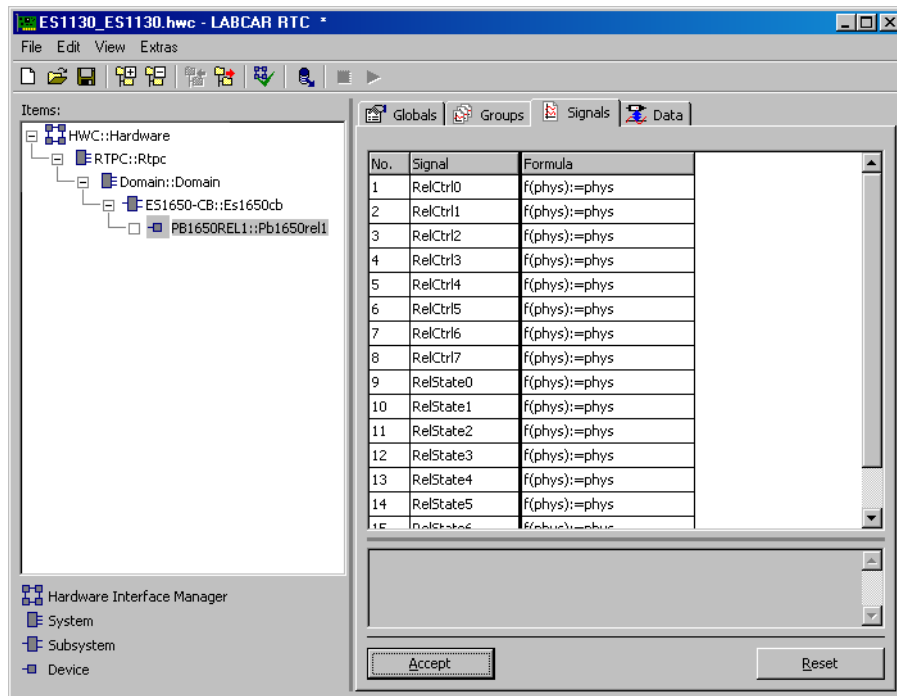 ES1130_ES1130.hwc - LABCAR RTC *
File Edit View Extras
Items:
HWC::Hardware
RTPC::Rtpc
Domain::Domain
ES1650-CB::Es1650cb
PB1650REL1::Pb1650rel1
Hardware Interface Manager
System
Subsystem
Device
Globals Groups Signals Data
No. Signal Formula
1 RelCtrl0 f(phys):=phys
2 RelCtrl1 f(phys):=phys
3 RelCtrl2 f(phys):=phys
4 RelCtrl3 f(phys):=phys
5 RelCtrl4 f(phys):=phys
6 RelCtrl5 f(phys):=phys
7 RelCtrl6 f(phys):=phys
8 RelCtrl7 f(phys):=phys
9 RelState0 f(phys):=phys
10 RelState1 f(phys):=phys
11 RelState2 f(phys):=phys
12 RelState3 f(phys):=phys
13 RelState4 f(phys):=phys
14 RelState5 f(phys):=phys
15 RelState6 f(phys):=phys
Accept Reset